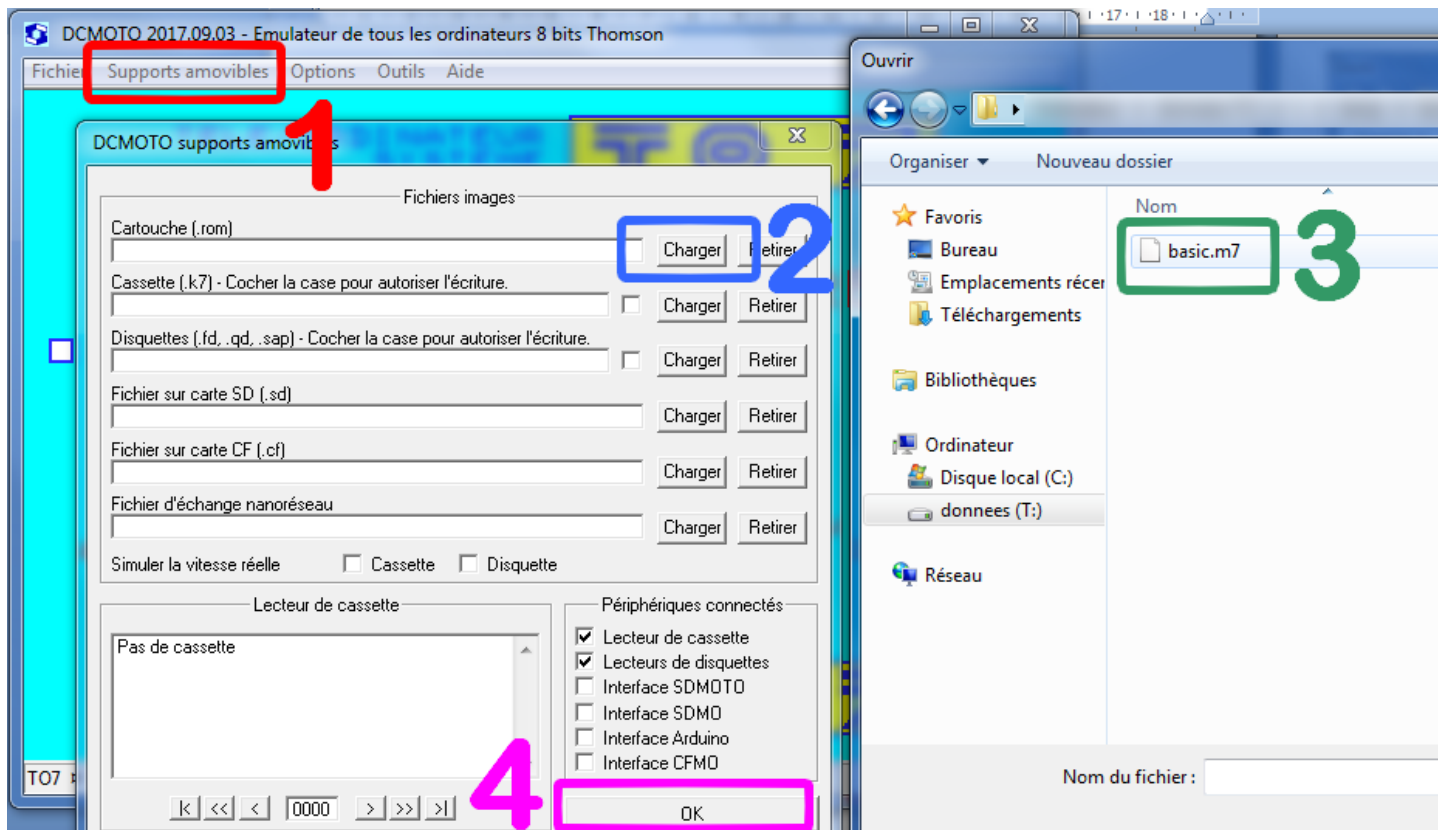 DCMOTO 2017.09.03 - Emulateur de tous les ordinateurs 8 bits Thomson
Fichier Supports amovibles Options Outils Aide
1
DCMOTO supports amovibles
Fichiers images
Cartouche (.rom)
Charger Retirer
2
Cassette (.k7) - Cocher la case pour autoriser l'écriture.
Charger Retirer
Disquettes (.fd, .qd, .sap) - Cocher la case pour autoriser l'écriture.
Charger Retirer
Fichier sur carte SD (.sd)
Charger Retirer
Fichier sur carte CF (.cf)
Charger Retirer
Fichier d'échange nanoréseau
Charger Retirer
Simuler la vitesse réelle Cassette Disquette
Lecteur de cassette
Pas de cassette
0000
Périphériques connectés
Lecteur de cassette
Lecteurs de disquettes
Interface SDMOTO
Interface SDMO
Interface Arduino
Interface CFMO
4
OK
TO7
17 18
Ouvrir
Organiser Nouveau dossier
Favoris
Bureau
Emplacements récer
Téléchargements
Bibliothèques
Ordinateur
Disque local (C:)
donnees (T:)
Réseau
Nom
basic.m7
3
Nom du fichier :